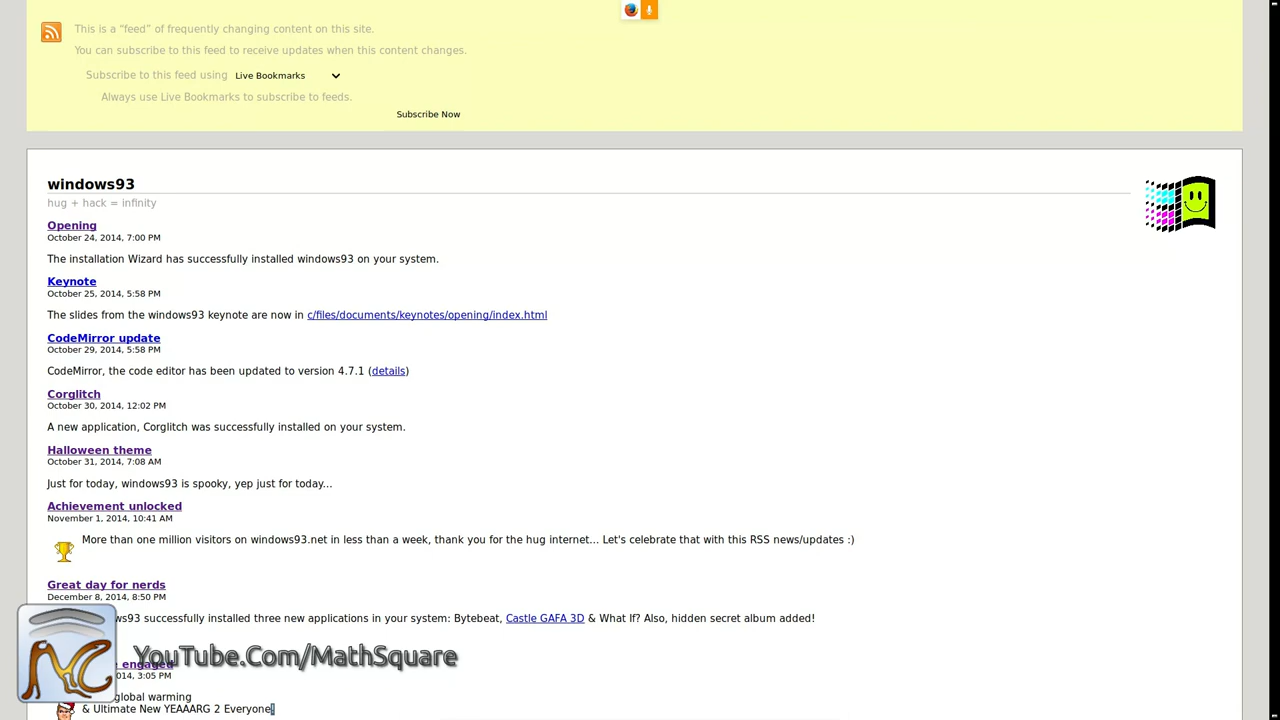 This is a “feed” of frequently changing content on this site.
You can subscribe to this feed to receive updates when this content changes.
Subscribe to this feed using Live Bookmarks
Always use Live Bookmarks to subscribe to feeds.
Subscribe Now
windows93
hug + hack = infinity
Opening
October 24, 2014, 7:00 PM
The installation Wizard has successfully installed windows93 on your system.
Keynote
October 25, 2014, 5:58 PM
The slides from the windows93 keynote are now in c/files/documents/keynotes/opening/index.html
CodeMirror update
October 29, 2014, 5:58 PM
CodeMirror, the code editor has been updated to version 4.7.1 (details)
Corglitch
October 30, 2014, 12:02 PM
A new application, Corglitch was successfully installed on your system.
Halloween theme
October 31, 2014, 7:08 AM
Just for today, windows93 is spooky, yep just for today...
Achievement unlocked
November 1, 2014, 10:41 AM
More than one million visitors on windows93.net in less than a week, thank you for the hug internet... Let's celebrate that with this RSS news/updates :)
Great day for nerds
December 8, 2014, 8:50 PM
ws93 successfully installed three new applications in your system: Bytebeat, Castle GAFA 3D & What If? Also, hidden secret album added!
YouTube.Com/MathSquare
engaged
014, 3:05 PM
global warming
& Ultimate New YEAAARG 2 Everyone